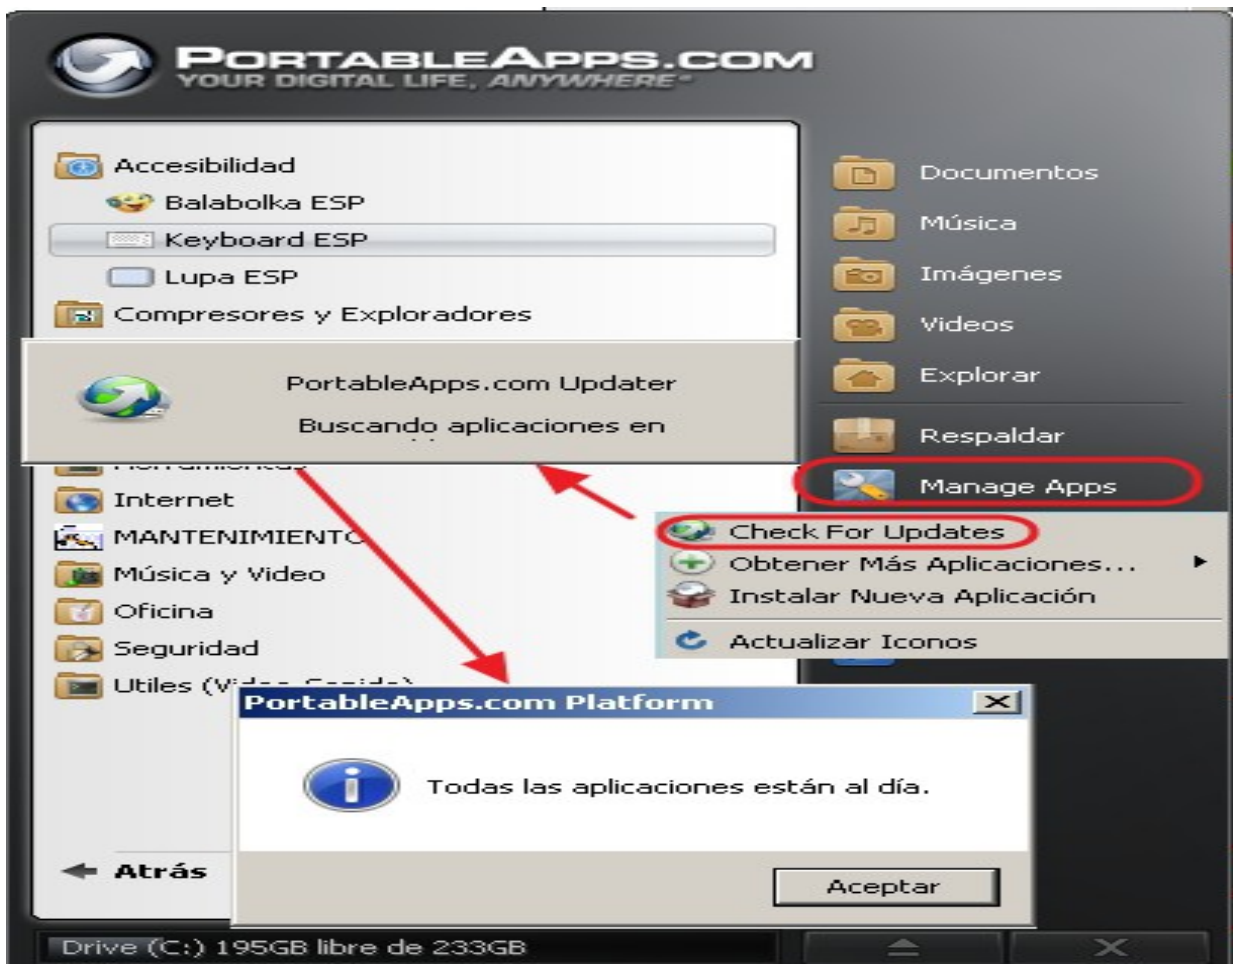 PORTABLEAPPS.COM
YOUR DIGITAL LIFE, ANYWHERE®
Accesibilidad
Balabolka ESP
Keyboard ESP
Lupa ESP
Compresores y Exploradores
PortableApps.com Updater
Buscando aplicaciones en
Herramientas
Internet
MANTENIMIENTO
Música y Video
Oficina
Seguridad
Utiles (Video, Sonido)
Atrás
Documentos
Música
Imágenes
Videos
Explorar
Respaldar
Manage Apps
Check For Updates
Obtener Más Aplicaciones...
Instalar Nueva Aplicación
Actualizar Iconos
PortableApps.com Platform
Todas las aplicaciones están al día.
Aceptar
Drive (C:) 195GB libre de 233GB